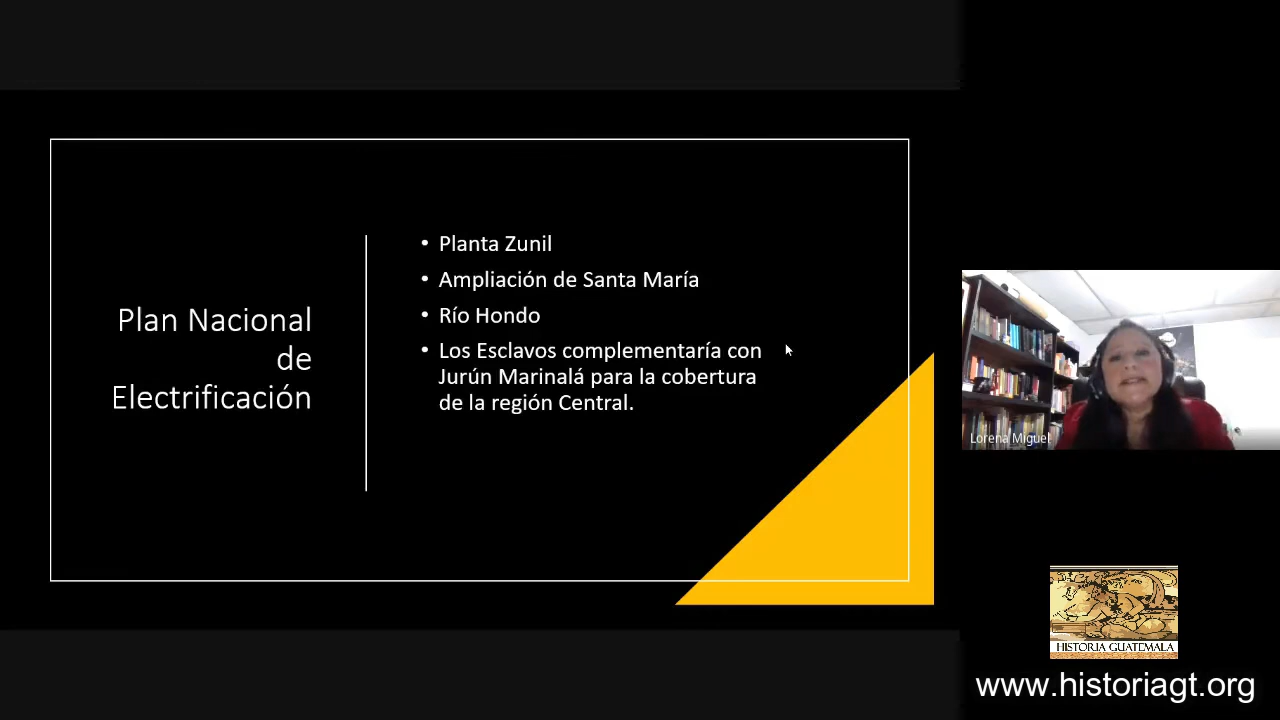 Plan Nacional
de
Electrificación
• Planta Zunil
• Ampliación de Santa María
• Río Hondo
• Los Esclavos complementaría con
Jurún Marinalá para la cobertura
de la región Central.
Lorena Miguel
HISTORIA GUATEMALA
www.historiagt.org